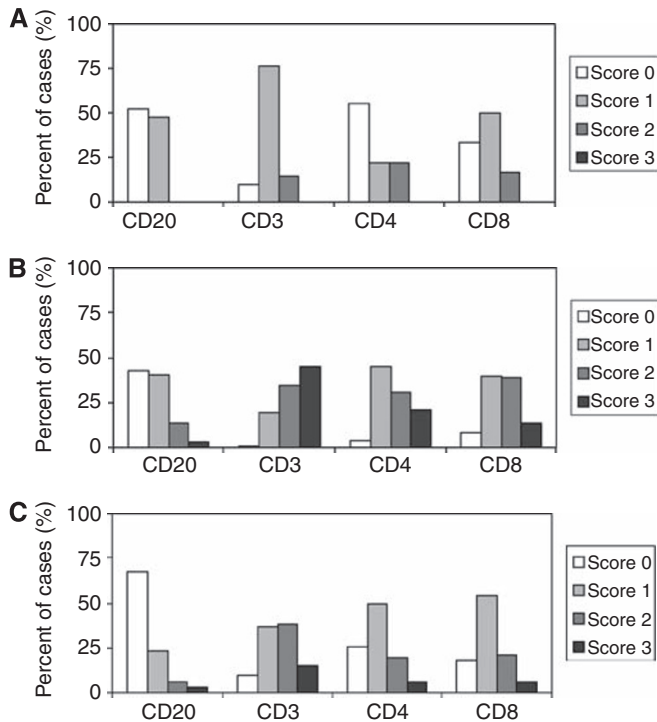 A
Percent of cases (%)
100
75
50
25
0
CD20 CD3 CD4 CD8
Score 0
Score 1
Score 2
Score 3
B
Percent of cases (%)
100
75
50
25
0
CD20 CD3 CD4 CD8
Score 0
Score 1
Score 2
Score 3
C
Percent of cases (%)
100
75
50
25
0
CD20 CD3 CD4 CD8
Score 0
Score 1
Score 2
Score 3